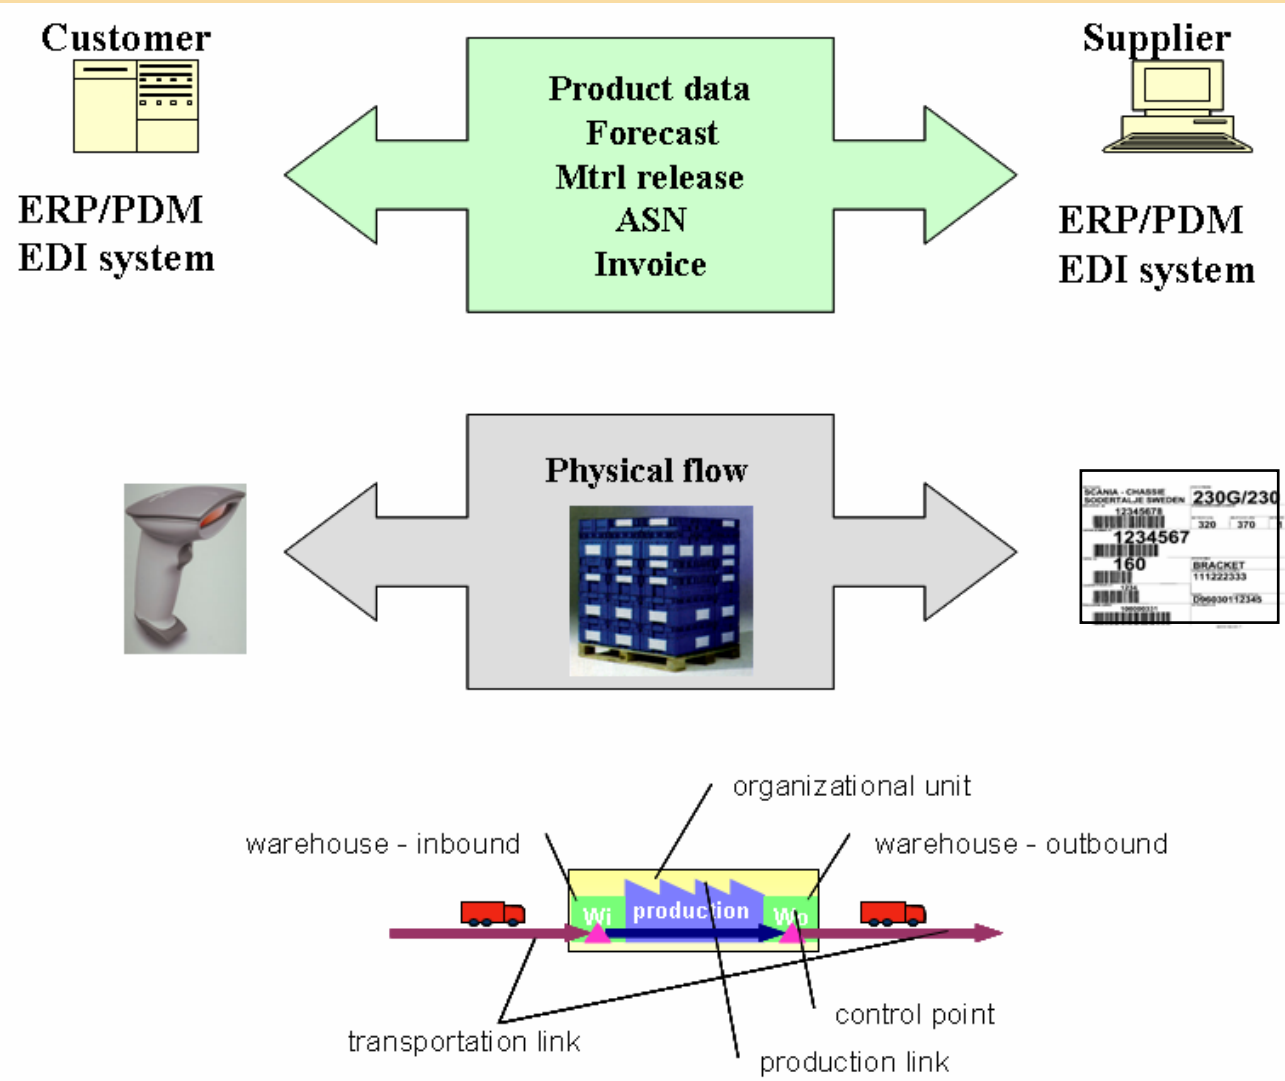 Customer
Supplier
Product data
Forecast
Mtrl release
ASN
Invoice
ERP/PDM
EDI system
ERP/PDM
EDI system
Physical flow
SCANIA - CHASSIE
SODERTALJE SWEDEN
230G/230
12345678
320 370
1234567
160
BRACKET
111222333
1234
D96030112345
100000331
organizational unit
warehouse - inbound
warehouse - outbound
Wi
production
Wo
control point
transportation link
production link